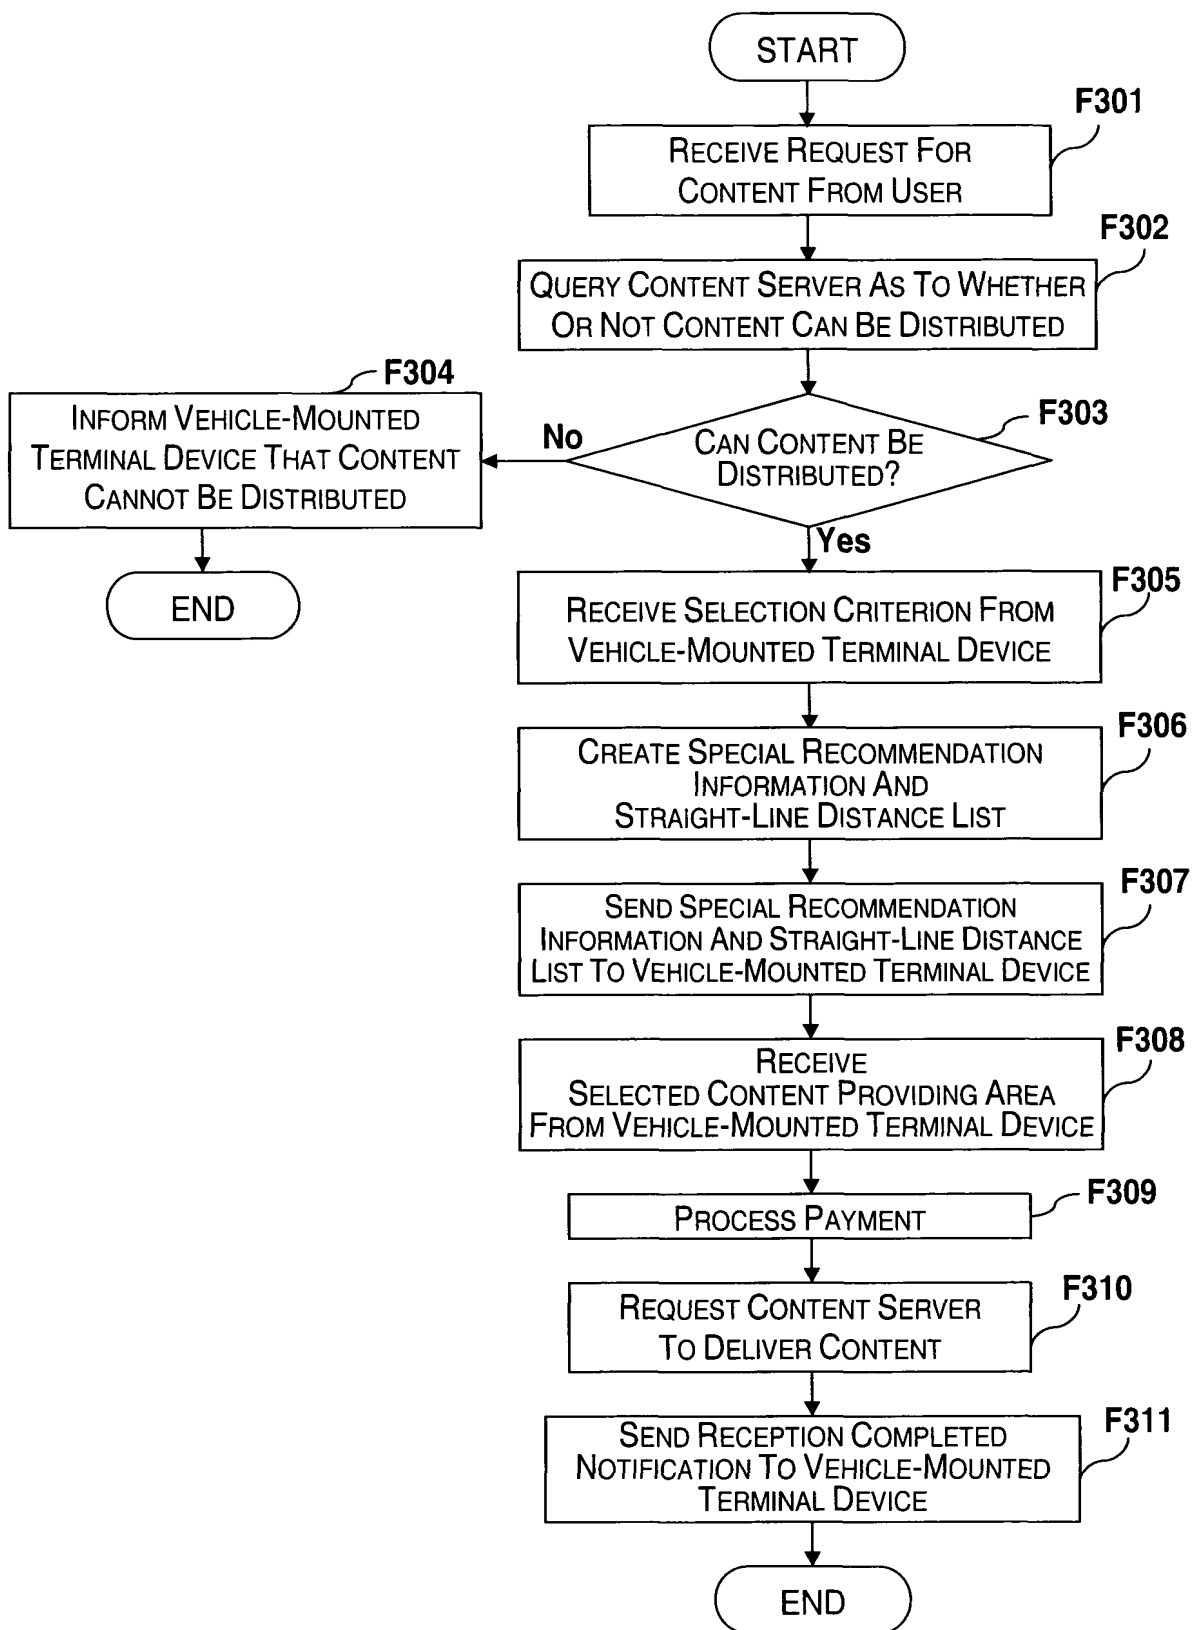 START
F301
RECEIVE REQUEST FOR
CONTENT FROM USER
F302
QUERY CONTENT SERVER AS TO WHETHER
OR NOT CONTENT CAN BE DISTRIBUTED
F304
INFORM VEHICLE-MOUNTED
TERMINAL DEVICE THAT CONTENT
CANNOT BE DISTRIBUTED
END
No
F303
CAN CONTENT BE
DISTRIBUTED?
Yes
F305
RECEIVE SELECTION CRITERION FROM
VEHICLE-MOUNTED TERMINAL DEVICE
F306
CREATE SPECIAL RECOMMENDATION
INFORMATION AND
STRAIGHT-LINE DISTANCE LIST
F307
SEND SPECIAL RECOMMENDATION
INFORMATION AND STRAIGHT-LINE DISTANCE
LIST TO VEHICLE-MOUNTED TERMINAL DEVICE
F308
RECEIVE
SELECTED CONTENT PROVIDING AREA
FROM VEHICLE-MOUNTED TERMINAL DEVICE
F309
PROCESS PAYMENT
F310
REQUEST CONTENT SERVER
TO DELIVER CONTENT
F311
SEND RECEPTION COMPLETED
NOTIFICATION TO VEHICLE-MOUNTED
TERMINAL DEVICE
END